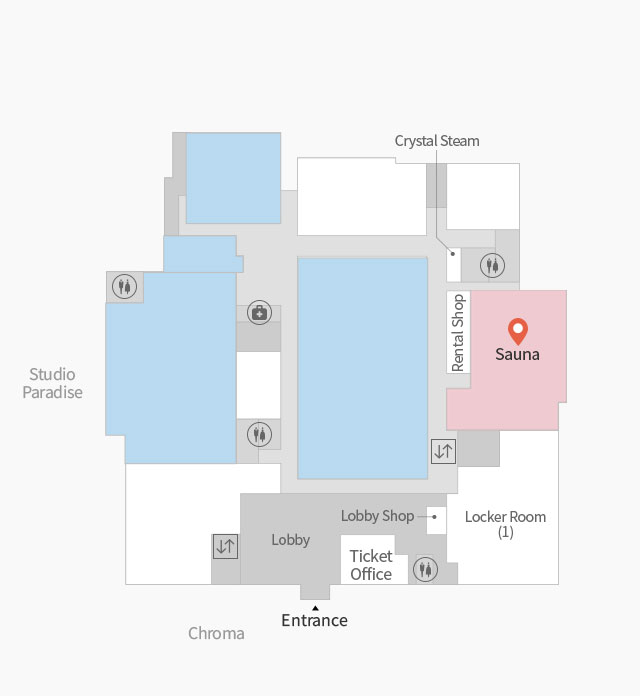 Crystal Steam
Rental Shop
Sauna
Studio
Paradise
Lobby Shop
Locker Room
(1)
Lobby
Ticket
Office
Entrance
Chroma